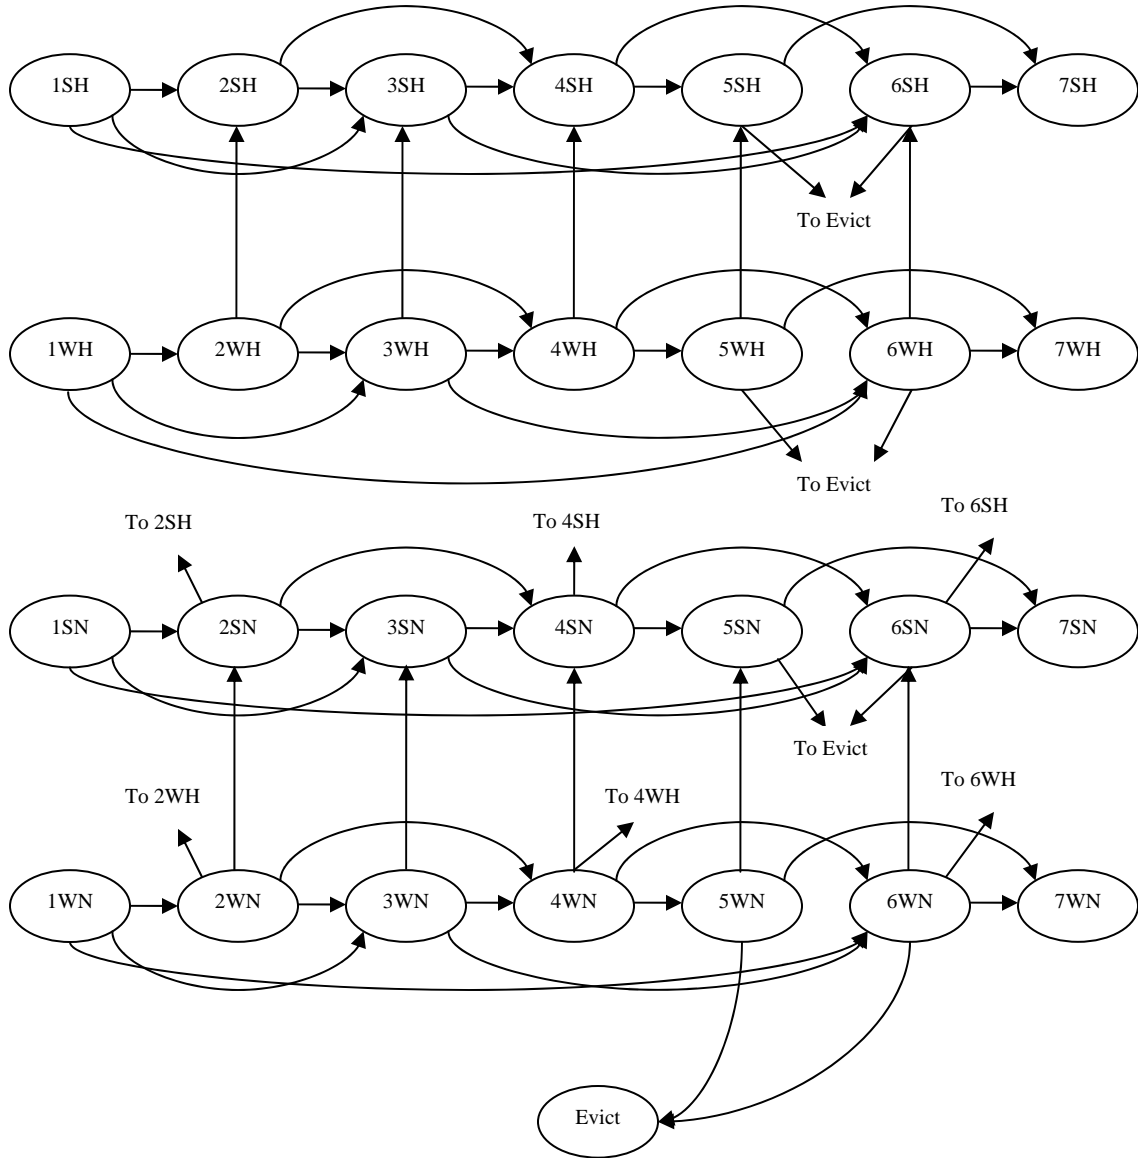 1SH 2SH 3SH 4SH 5SH 6SH 7SH
To Evict
1WH 2WH 3WH 4WH 5WH 6WH 7WH
To Evict
To 2SH To 4SH To 6SH
1SN 2SN 3SN 4SN 5SN 6SN 7SN
To Evict
To 2WH To 4WH To 6WH
1WN 2WN 3WN 4WN 5WN 6WN 7WN
Evict